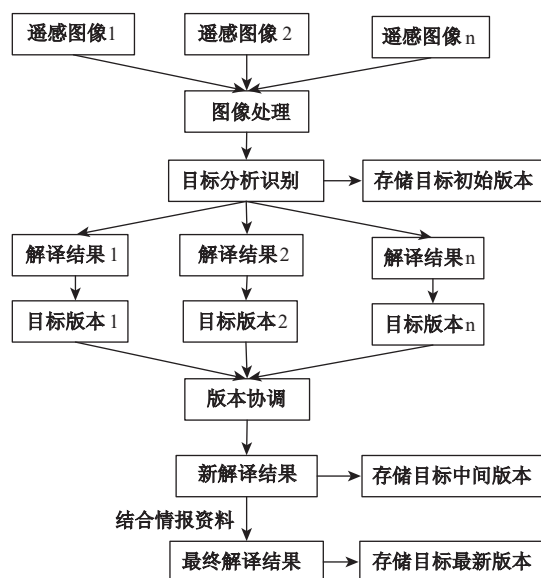 遥感图像1
遥感图像2
遥感图像n
图像处理
目标分析识别
存储目标初始版本
解译结果1
解译结果2
解译结果n
目标版本1
目标版本2
目标版本n
版本协调
新解译结果
存储目标中间版本
结合情报资料
最终解译结果
存储目标最新版本